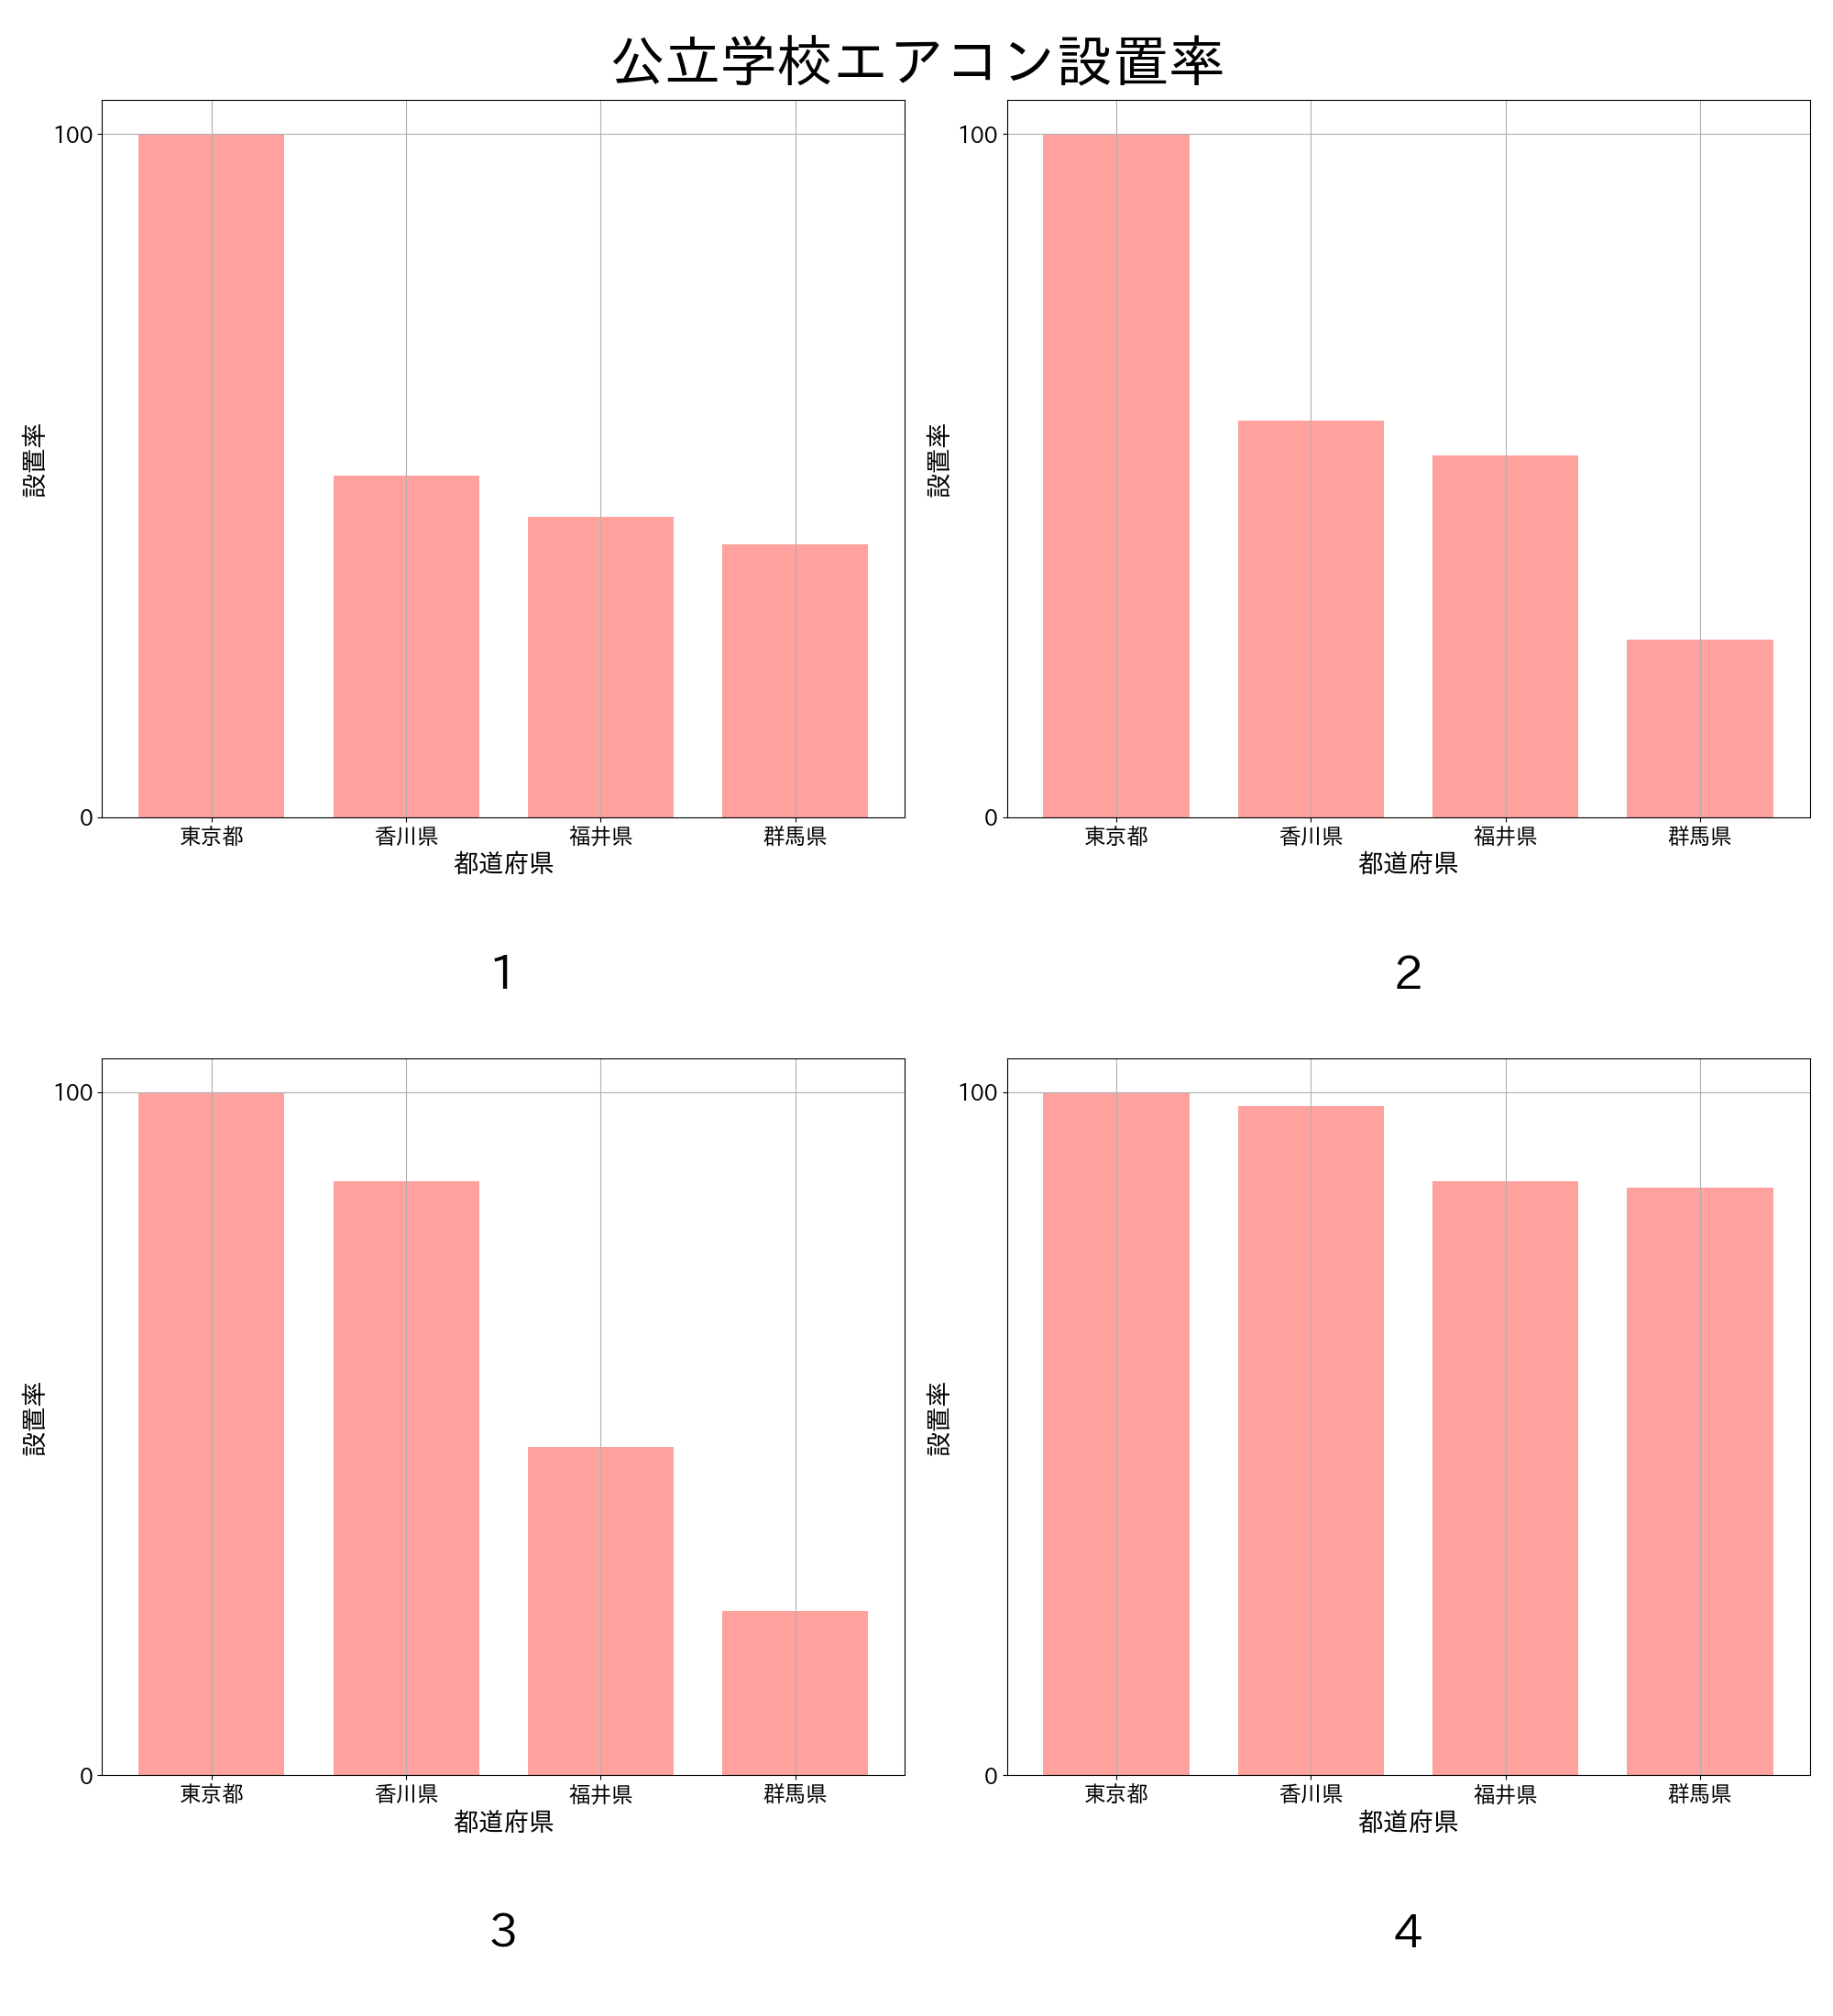 公立学校エアコン設置率
100
0
設置率
東京都 香川県 福井県 群馬県
都道府県
1
100
0
設置率
東京都 香川県 福井県 群馬県
都道府県
2
100
0
設置率
東京都 香川県 福井県 群馬県
都道府県
3
100
0
設置率
東京都 香川県 福井県 群馬県
都道府県
4